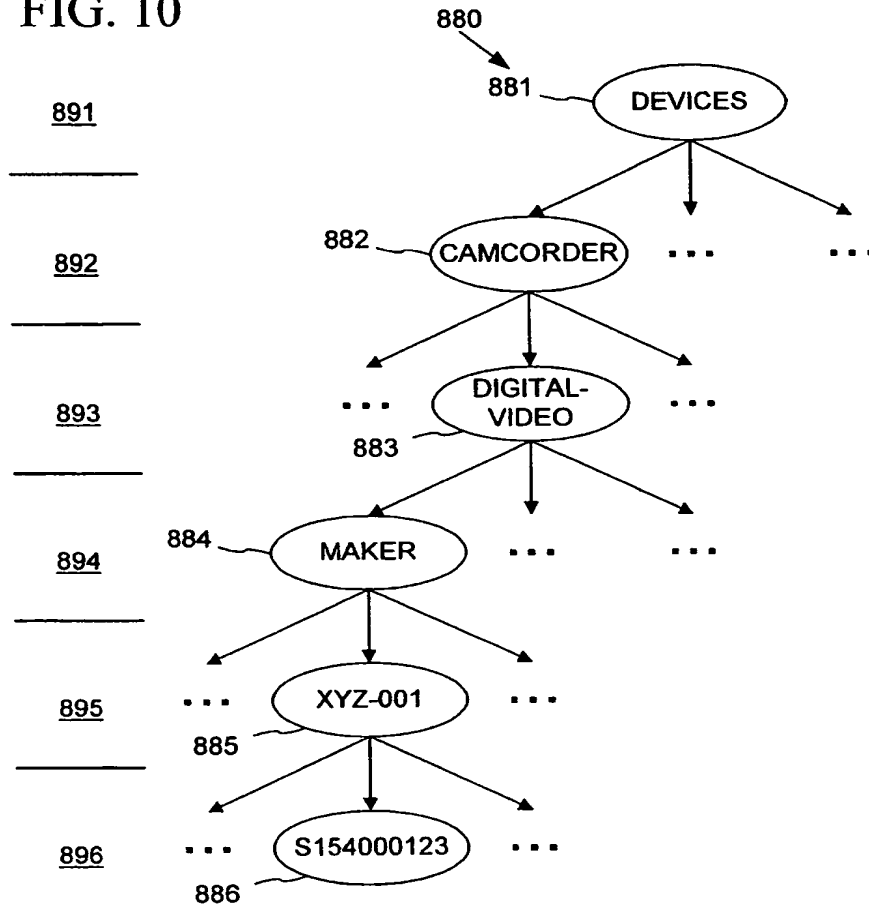 FIG. 10
880
881
DEVICES
891
882
CAMCORDER
...
...
892
...
DIGITAL-
VIDEO
...
893
883
884
MAKER
...
...
894
...
XYZ-001
...
895
885
...
S154000123
...
896
886